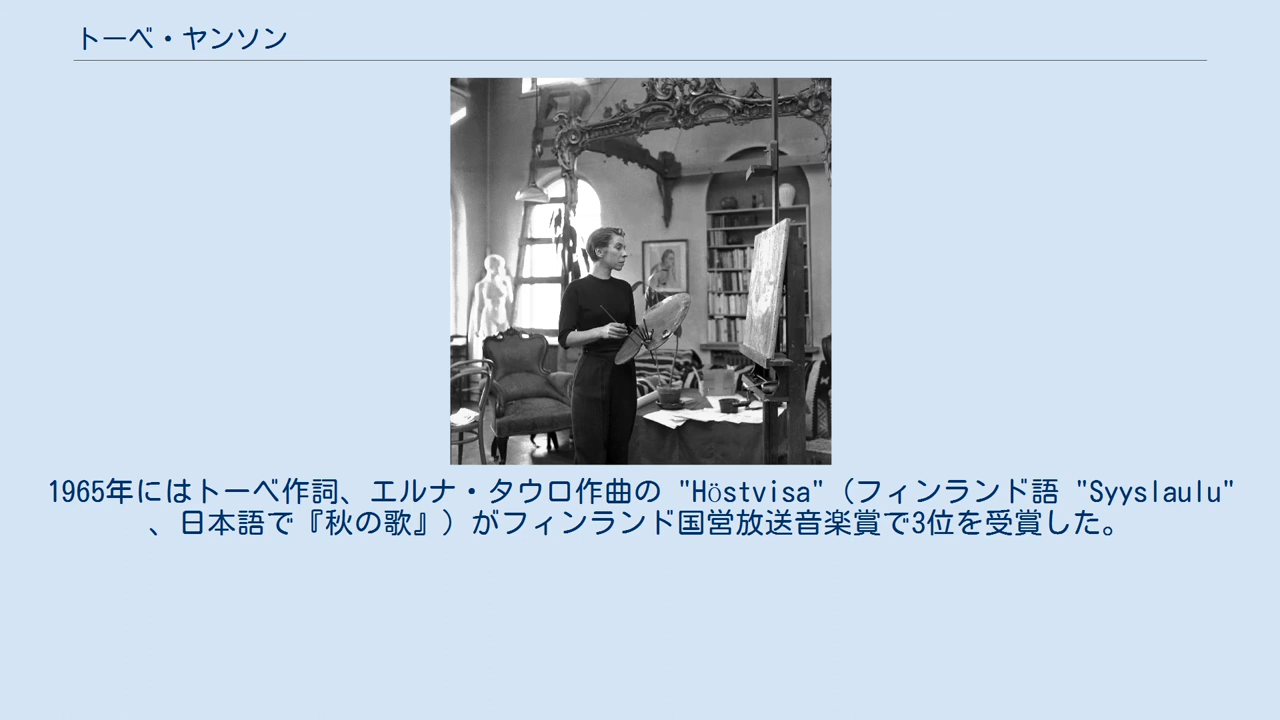 トーベ・ヤンソン
1965年にはトーベ作詞、エルナ・タウロ作曲の "Höstvisa"（フィンランド語 "Syyslaulu"
、日本語で『秋の歌』）がフィンランド国営放送音楽賞で3位を受賞した。